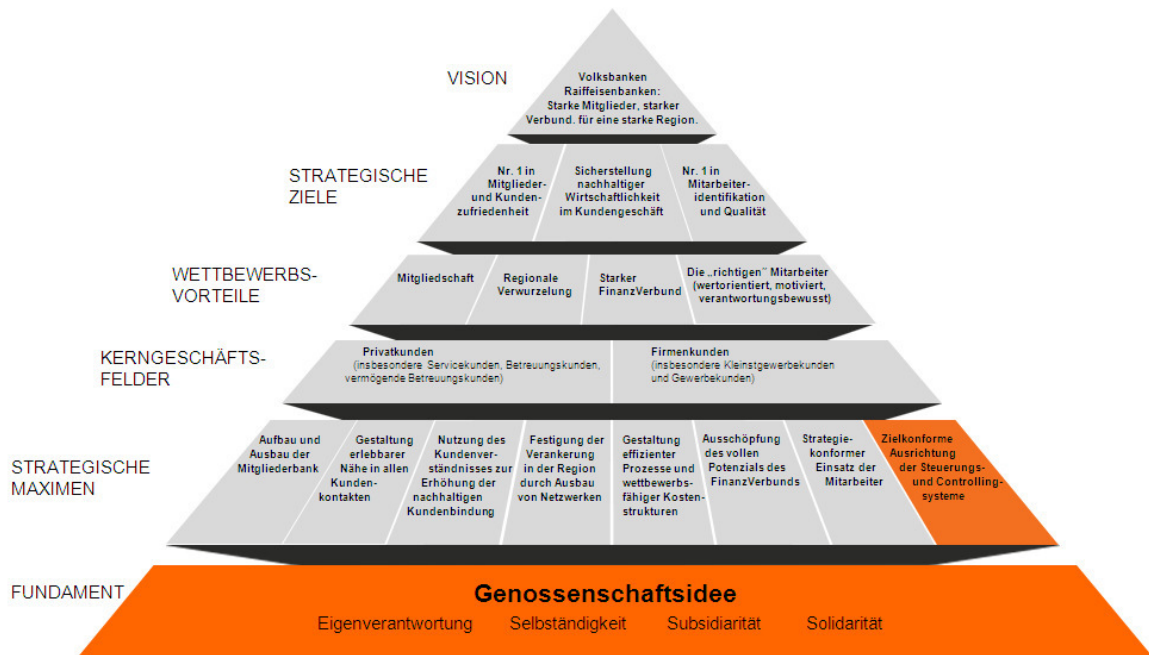 VISION
Volksbanken
Raiffeisenbanken:
Starke Mitglieder, starker
Verbund. für eine starke Region.
STRATEGISCHE
ZIELE
Nr. 1 in
Mitglieder-
und Kunden-
zufriedenheit
Sicherstellung
nachhaltiger
Wirtschaftlichkeit
im Kundengeschäft
Nr. 1 in
Mitarbeiter-
identifikation
und Qualität
WETTBEWERBS-
VORTEILE
Mitgliedschaft
Regionale
Verwurzelung
Starker
FinanzVerbund
Die „richtigen" Mitarbeiter
(wertorientiert, motiviert,
verantwortungsbewusst)
KERNGESCHÄFTS-
FELDER
Privatkunden
(insbesondere Servicekunden, Betreuungskunden,
vermögende Betreuungskunden)
Firmenkunden
(insbesondere Kleinstgewerbekunden
und Gewerbekunden)
STRATEGISCHE
MAXIMEN
Aufbau und
Ausbau der
Mitgliederbank
Gestaltung
erlebbarer
Nähe in allen
Kunden-
kontakten
Nutzung des
Kundenver-
ständnisses zur
Erhöhung der
nachhaltigen
Kundenbindung
Festigung der
Verankerung
in der Region
durch Ausbau
von Netzwerken
Gestaltung
effizienter
Prozesse und
wettbewerbs-
fähiger Kosten-
strukturen
Ausschöpfung
des vollen
Potenzials des
FinanzVerbunds
Strategie-
konformer
Einsatz der
Mitarbeiter
Zielkonforme
Ausrichtung
der Steuerungs-
und Controlling-
systeme
FUNDAMENT
Genossenschaftsidee
Eigenverantwortung Selbständigkeit Subsidiarität Solidarität